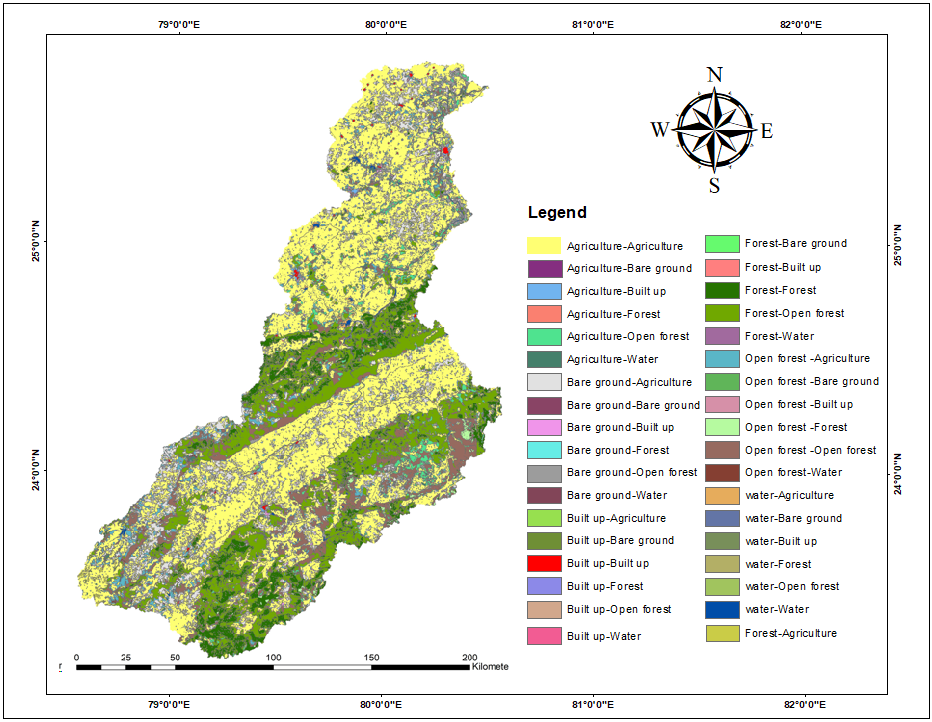 79°0'0"E 80°0'0"E 81°0'0"E 82°0'0"E
N
W E
S
25°0'0"N 25°0'0"N
24°0'0"N 24°0'0"N
Legend
Agriculture-Agriculture
Agriculture-Bare ground
Agriculture-Built up
Agriculture-Forest
Agriculture-Open forest
Agriculture-Water
Bare ground-Agriculture
Bare ground-Bare ground
Bare ground-Built up
Bare ground-Forest
Bare ground-Open forest
Bare ground-Water
Built up-Agriculture
Built up-Bare ground
Built up-Built up
Built up-Forest
Built up-Open forest
Built up-Water
Forest-Bare ground
Forest-Built up
Forest-Forest
Forest-Open forest
Forest-Water
Open forest -Agriculture
Open forest -Bare ground
Open forest -Built up
Open forest -Forest
Open forest -Open forest
Open forest-Water
water-Agriculture
water-Bare ground
water-Built up
water-Forest
water-Open forest
water-Water
Forest-Agriculture
0 25 50 100 150 200
r Kilomete
79°0'0"E 80°0'0"E 81°0'0"E 82°0'0"E